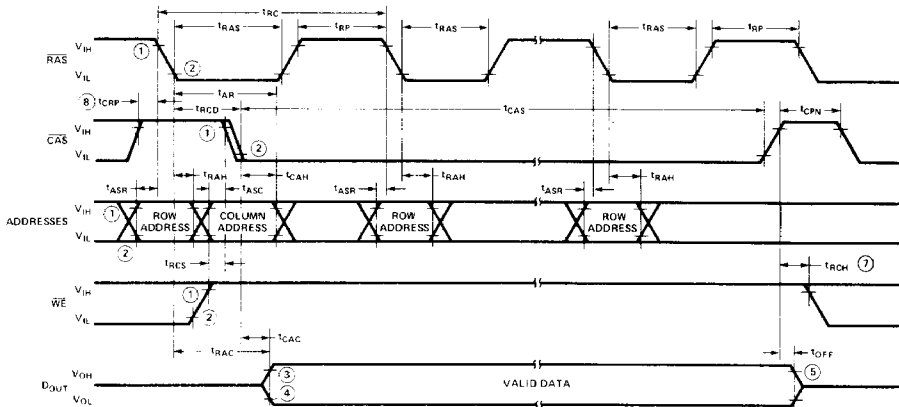 tRC
tRAS tRP tRAS tRAS tRP
VIH ① RAS VIL ②
tAR
⑧ tCRP tRCD tCAS tCPN
VIH ① CAS VIL ②
tRAH tCAH
tASR tASC tASR tRAH tASR tRAH
VIH ① ADDRESSES VIL ②
ROW ADDRESS COLUMN ADDRESS ROW ADDRESS ROW ADDRESS
tRCS tRCH ⑦
VIH ① WE VIL ②
tCAC
tRAC tOFF
VOH ③ DOUT VALID DATA ⑤
VOL ④